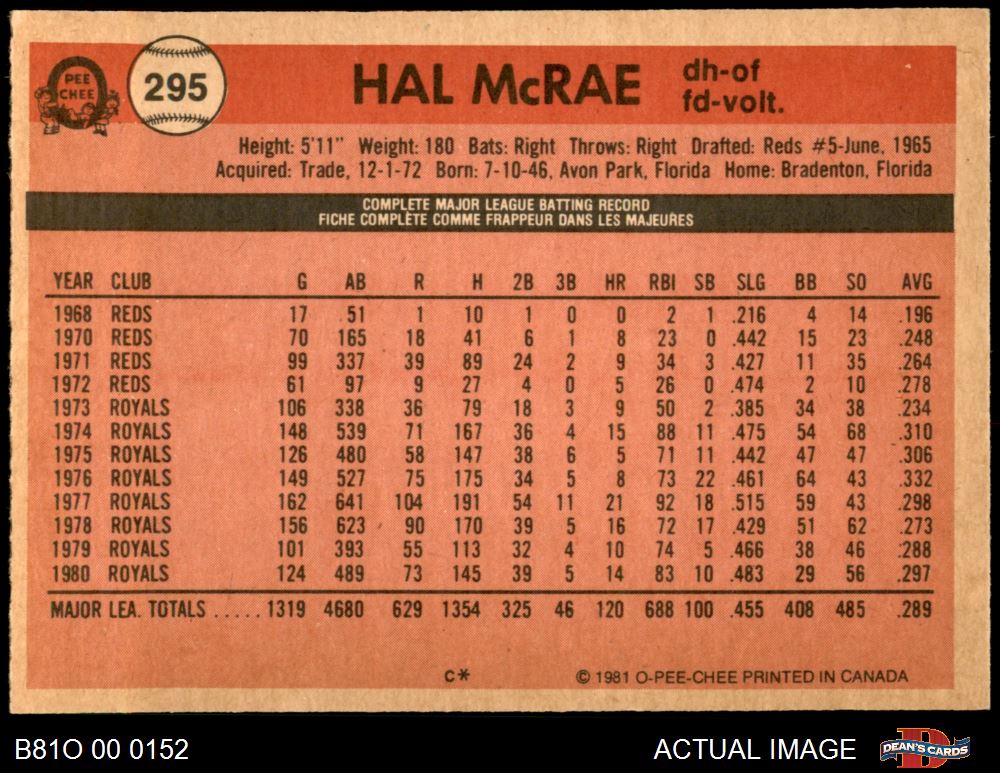 PEE
CHEE
295
HAL McRAE
dh-of
fd-volt.
Height: 5'11" Weight: 180 Bats: Right Throws: Right Drafted: Reds #5-June, 1965
Acquired: Trade, 12-1-72 Born: 7-10-46, Avon Park, Florida Home: Bradenton, Florida
COMPLETE MAJOR LEAGUE BATTING RECORD
FICHE COMPLÈTE COMME FRAPPEUR DANS LES MAJEURES
YEAR CLUB G AB R H 2B 3B HR RBI SB SLG BB SO AVG
1968 REDS 17 51 1 10 1 0 0 2 1 .216 4 14 .196
1970 REDS 70 165 18 41 6 1 8 23 0 .442 15 23 .248
1971 REDS 99 337 39 89 24 2 9 34 3 .427 11 35 .264
1972 REDS 61 97 9 27 4 0 5 26 0 .474 2 10 .278
1973 ROYALS 106 338 36 79 18 3 9 50 2 .385 34 38 .234
1974 ROYALS 148 539 71 167 36 4 15 88 11 .475 54 68 .310
1975 ROYALS 126 480 58 147 38 6 5 71 11 .442 47 47 .306
1976 ROYALS 149 527 75 175 34 5 8 73 22 .461 64 43 .332
1977 ROYALS 162 641 104 191 54 11 21 92 18 .515 59 43 .298
1978 ROYALS 156 623 90 170 39 5 16 72 17 .429 51 62 .273
1979 ROYALS 101 393 55 113 32 4 10 74 5 .466 38 46 .288
1980 ROYALS 124 489 73 145 39 5 14 83 10 .483 29 56 .297
MAJOR LEA. TOTALS ..... 1319 4680 629 1354 325 46 120 688 100 .455 408 485 .289
C* © 1981 O-PEE-CHEE PRINTED IN CANADA
B81O 00 0152 ACTUAL IMAGE DEAN'S CARDS